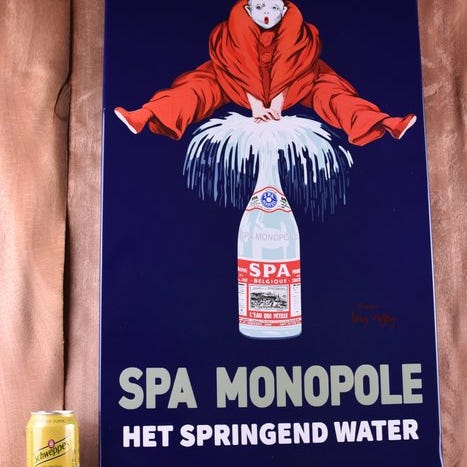 SPA MONOPOLE
SPA
BELGIQUE
L'EAU QUI PÉTILLE
SPA MONOPOLE
HET SPRINGEND WATER
Schweppes